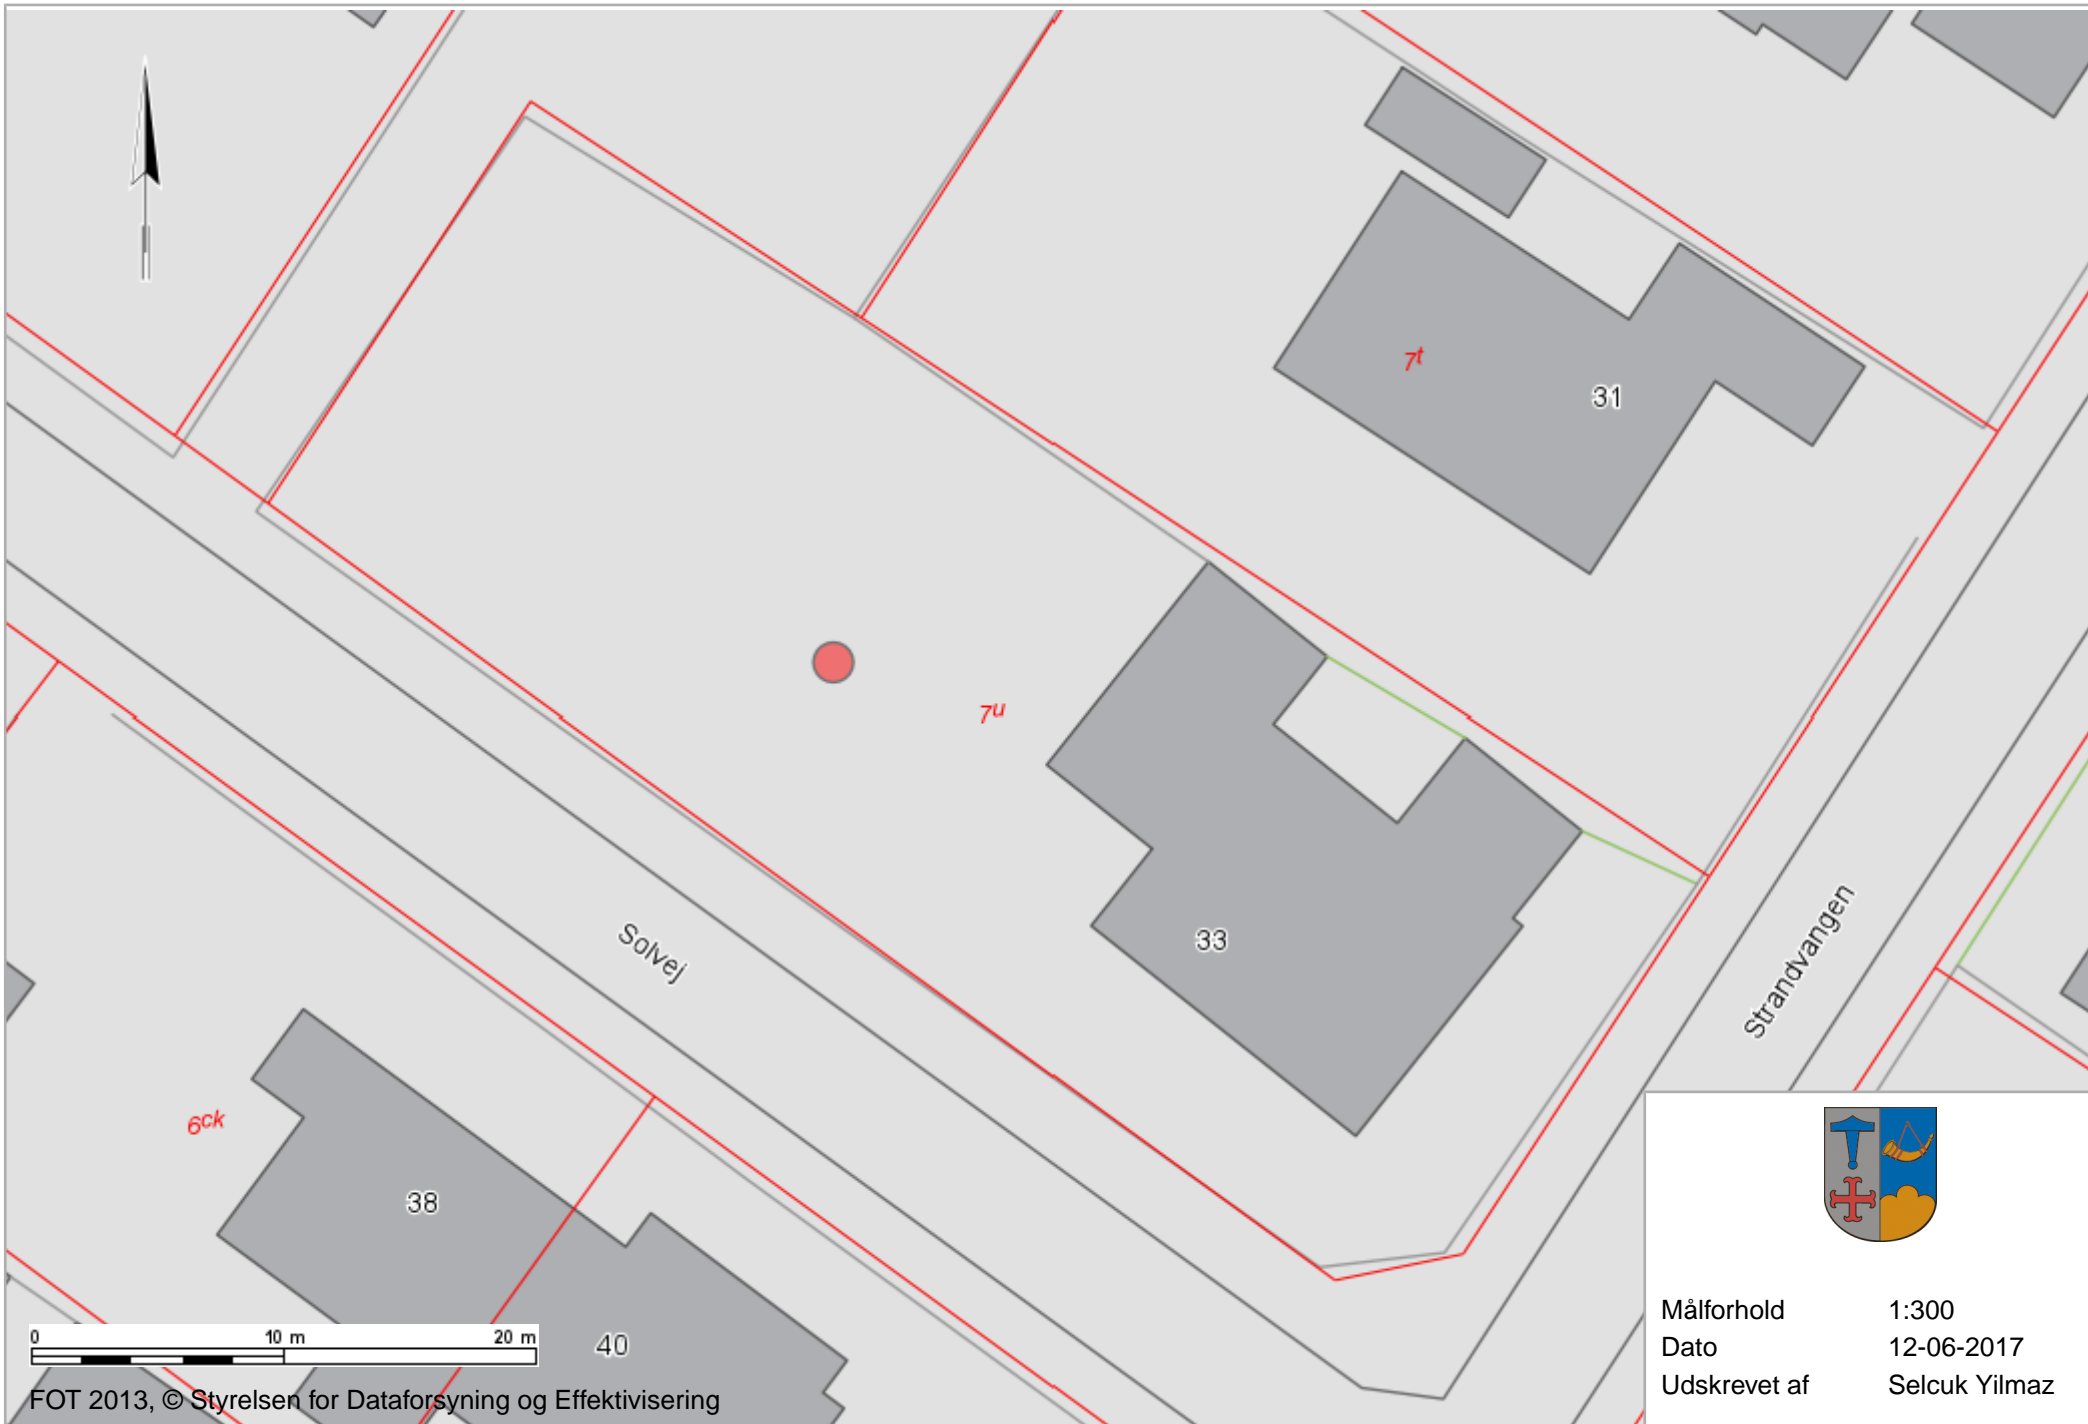 7t
31
7u
33
Solvej
Strandvangen
6ck
38
40
0 10 m 20 m
FOT 2013, © Styrelsen for Dataforsyning og Effektivisering
Målforhold 1:300
Dato 12-06-2017
Udskrevet af Selcuk Yilmaz